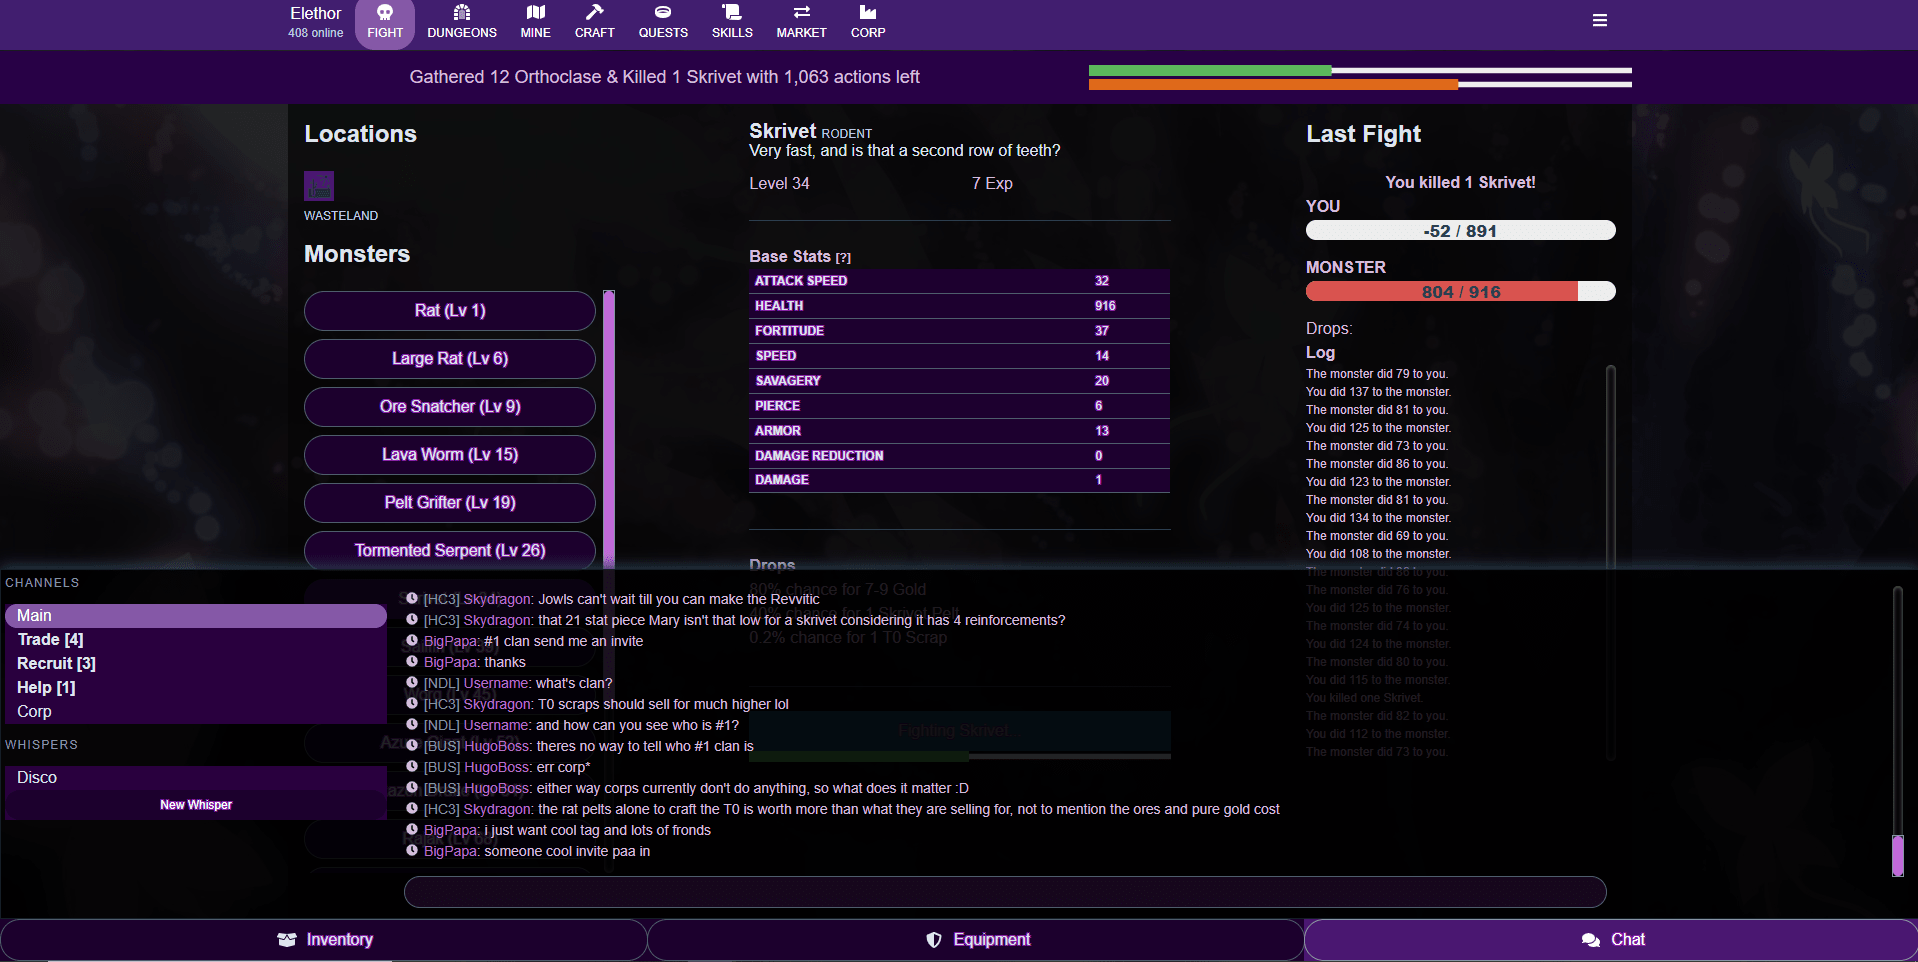 Elethor
408 online
FIGHT
DUNGEONS
MINE
CRAFT
QUESTS
SKILLS
MARKET
CORP
Gathered 12 Orthoclase & Killed 1 Skrivet with 1,063 actions left
Locations
WASTELAND
Monsters
Rat (Lv 1)
Large Rat (Lv 6)
Ore Snatcher (Lv 9)
Lava Worm (Lv 15)
Pelt Grifter (Lv 19)
Tormented Serpent (Lv 26)
Skrivet RODENT
Very fast, and is that a second row of teeth?
Level 34
7 Exp
Base Stats [?]
ATTACK SPEED 32
HEALTH 916
FORTITUDE 37
SPEED 14
SAVAGERY 20
PIERCE 6
ARMOR 13
DAMAGE REDUCTION 0
DAMAGE 1
Drops
80% chance for 7-9 Gold
40% chance for 1 Skrivet Pelt
0.2% chance for 1 T0 Scrap
Fighting Skrivet...
Last Fight
You killed 1 Skrivet!
YOU
-52 / 891
MONSTER
804 / 916
Drops:
Log
The monster did 79 to you.
You did 137 to the monster.
The monster did 81 to you.
You did 125 to the monster.
The monster did 73 to you.
The monster did 86 to you.
You did 123 to the monster.
The monster did 81 to you.
You did 134 to the monster.
The monster did 69 to you.
You did 108 to the monster.
The monster did 86 to you.
The monster did 76 to you.
You did 125 to the monster.
The monster did 74 to you.
You did 124 to the monster.
The monster did 80 to you.
You did 115 to the monster.
You killed one Skrivet.
The monster did 82 to you.
You did 112 to the monster.
The monster did 73 to you.
CHANNELS
Main
Trade [4]
Recruit [3]
Help [1]
Corp
WHISPERS
Disco
New Whisper
[HC3] Skydragon: Jowls can't wait till you can make the Revvitic
[HC3] Skydragon: that 21 stat piece Mary isn't that low for a skrivet considering it has 4 reinforcements?
BigPapa: #1 clan send me an invite
BigPapa: thanks
[NDL] Username: what's clan?
[HC3] Skydragon: T0 scraps should sell for much higher lol
[NDL] Username: and how can you see who is #1?
[BUS] HugoBoss: theres no way to tell who #1 clan is
[BUS] HugoBoss: err corp*
[BUS] HugoBoss: either way corps currently don't do anything, so what does it matter :D
[HC3] Skydragon: the rat pelts alone to craft the T0 is worth more than what they are selling for, not to mention the ores and pure gold cost
BigPapa: i just want cool tag and lots of fronds
BigPapa: someone cool invite paa in
Inventory
Equipment
Chat